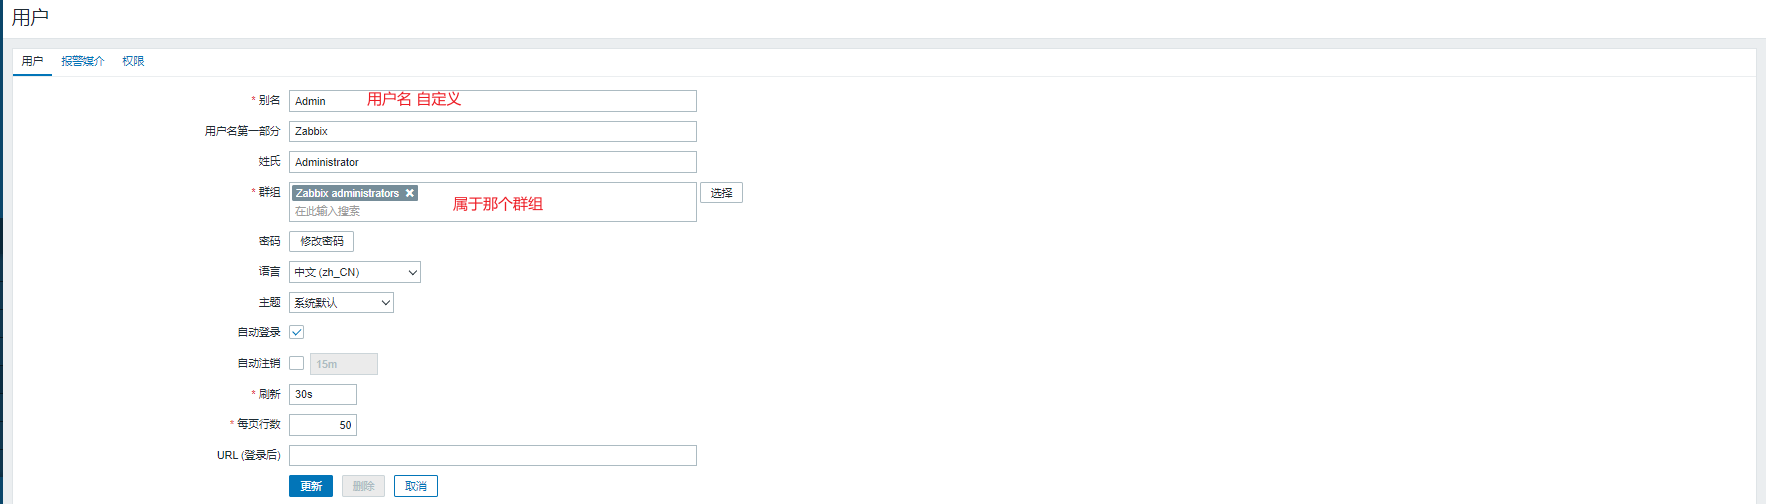 用户
用户 报警媒介 权限
* 别名 Admin 用户名 自定义
用户名第一部分 Zabbix
姓氏 Administrator
* 群组 Zabbix administrators 选择
在此输入搜索 属于那个群组
密码 修改密码
语言 中文 (zh_CN)
主题 系统默认
自动登录
自动注销 15m
* 刷新 30s
* 每页行数 50
URL (登录后)
更新 删除 取消